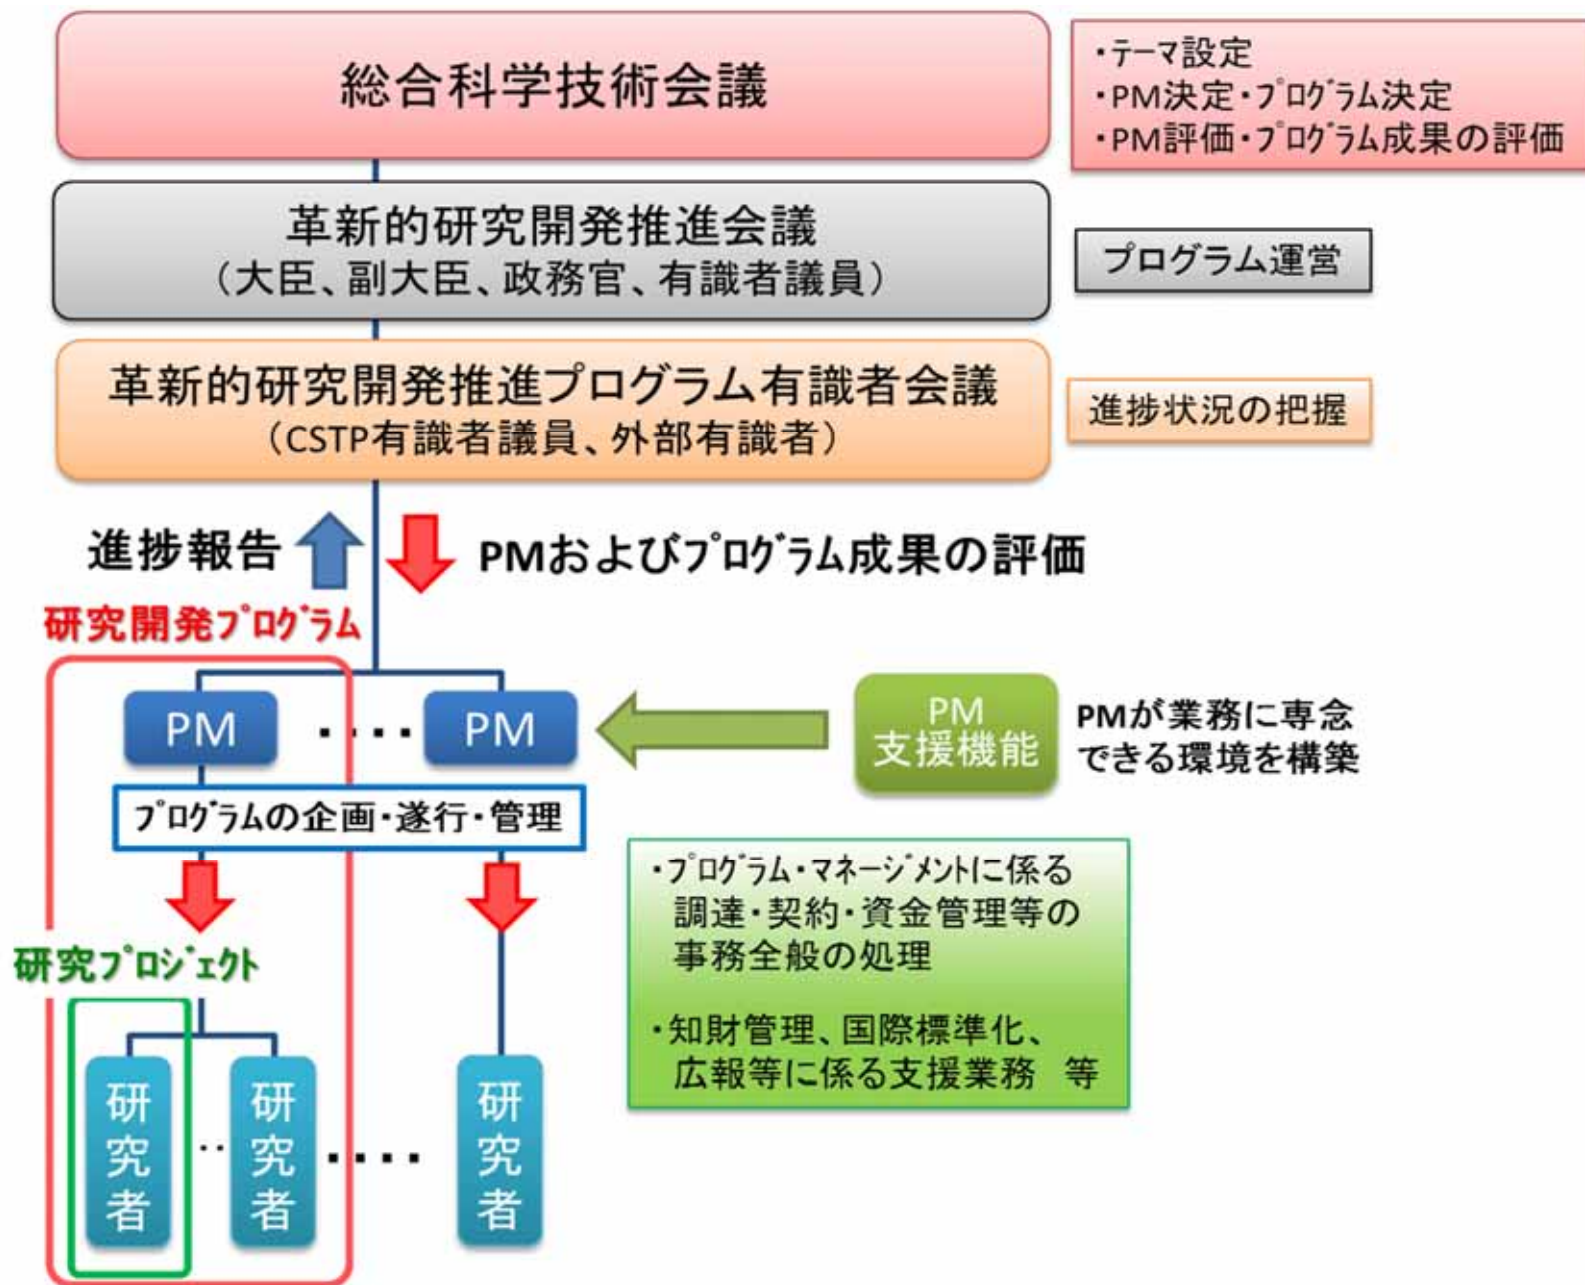 総合科学技術会議
・ﾃｰﾏ設定
・PM決定・ﾌﾟﾛｸﾞﾗﾑ決定
・PM評価・ﾌﾟﾛｸﾞﾗﾑ成果の評価
革新的研究開発推進会議
（大臣、副大臣、政務官、有識者議員）
プログラム運営
革新的研究開発推進プログラム有識者会議
（CSTP有識者議員、外部有識者）
進捗状況の把握
進捗報告
PMおよびﾌﾟﾛｸﾞﾗﾑ成果の評価
研究開発ﾌﾟﾛｸﾞﾗﾑ
PM
・・・・
PM
PM
支援機能
PMが業務に専念
できる環境を構築
ﾌﾟﾛｸﾞﾗﾑの企画・遂行・管理
・ﾌﾟﾛｸﾞﾗﾑ・ﾏﾈｰｼﾞﾒﾝﾄに係る
調達・契約・資金管理等の
事務全般の処理
・知財管理、国際標準化、
広報等に係る支援業務　等
研究ﾌﾟﾛｼﾞｪｸﾄ
研究者
・・
研究者
・・・・
研究者